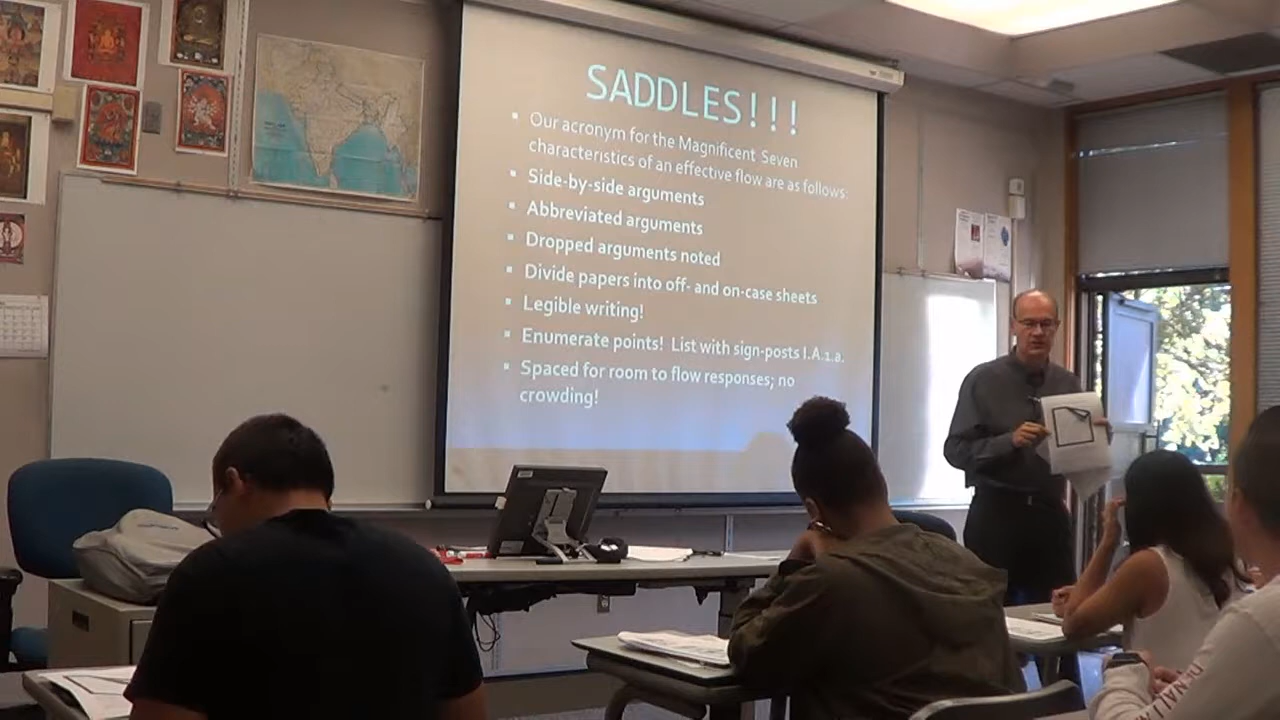 SADDLES!!!
Our acronym for the Magnificent Seven
characteristics of an effective flow are as follows:
Side-by-side arguments
Abbreviated arguments
Dropped arguments noted
Divide papers into off- and on-case sheets
Legible writing!
Enumerate points! List with sign-posts I.A.1.a.
Spaced for room to flow responses; no
crowding!
DENALI